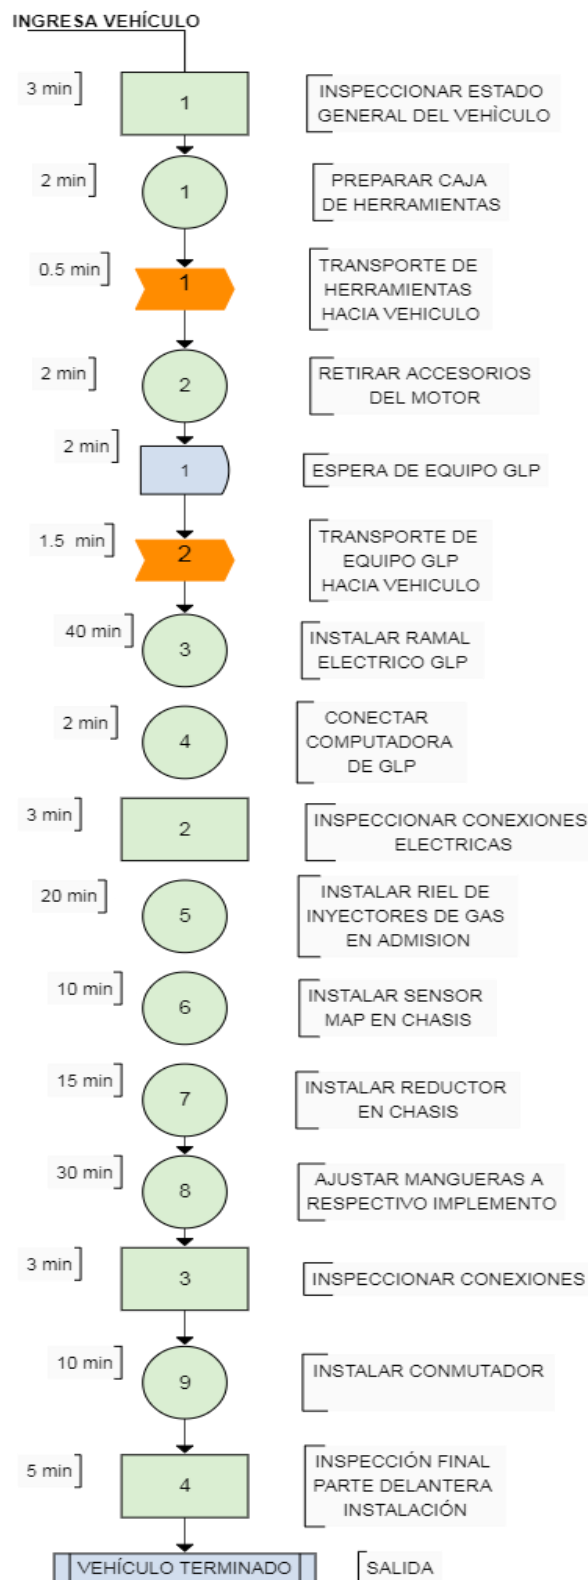 INGRESA VEHÍCULO
3 min
1
INSPECCIONAR ESTADO
GENERAL DEL VEHÌCULO
2 min
1
PREPARAR CAJA
DE HERRAMIENTAS
0.5 min
1
TRANSPORTE DE
HERRAMIENTAS
HACIA VEHICULO
2 min
2
RETIRAR ACCESORIOS
DEL MOTOR
2 min
1
ESPERA DE EQUIPO GLP
1.5 min
2
TRANSPORTE DE
EQUIPO GLP
HACIA VEHICULO
40 min
3
INSTALAR RAMAL
ELECTRICO GLP
2 min
4
CONECTAR
COMPUTADORA
DE GLP
3 min
2
INSPECCIONAR CONEXIONES
ELECTRICAS
20 min
5
INSTALAR RIEL DE
INYECTORES DE GAS
EN ADMISION
10 min
6
INSTALAR SENSOR
MAP EN CHASIS
15 min
7
INSTALAR REDUCTOR
EN CHASIS
30 min
8
AJUSTAR MANGUERAS A
RESPECTIVO IMPLEMENTO
3 min
3
INSPECCIONAR CONEXIONES
10 min
9
INSTALAR CONMUTADOR
5 min
4
INSPECCIÓN FINAL
PARTE DELANTERA
INSTALACIÓN
VEHÍCULO TERMINADO
SALIDA